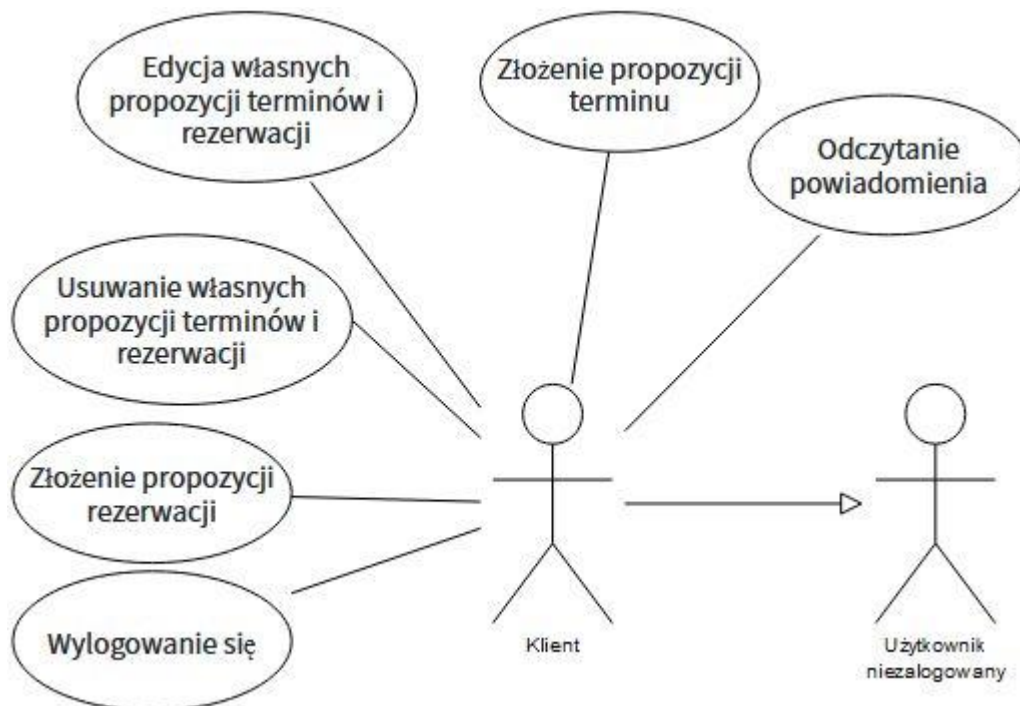 Edycja własnych
propozycji terminów i
rezerwacji
Złożenie propozycji
terminu
Odczytanie
powiadomienia
Usuwanie własnych
propozycji terminów i
rezerwacji
Złożenie propozycji
rezerwacji
Wylogowanie się
Klient
Użytkownik
niezalogowany